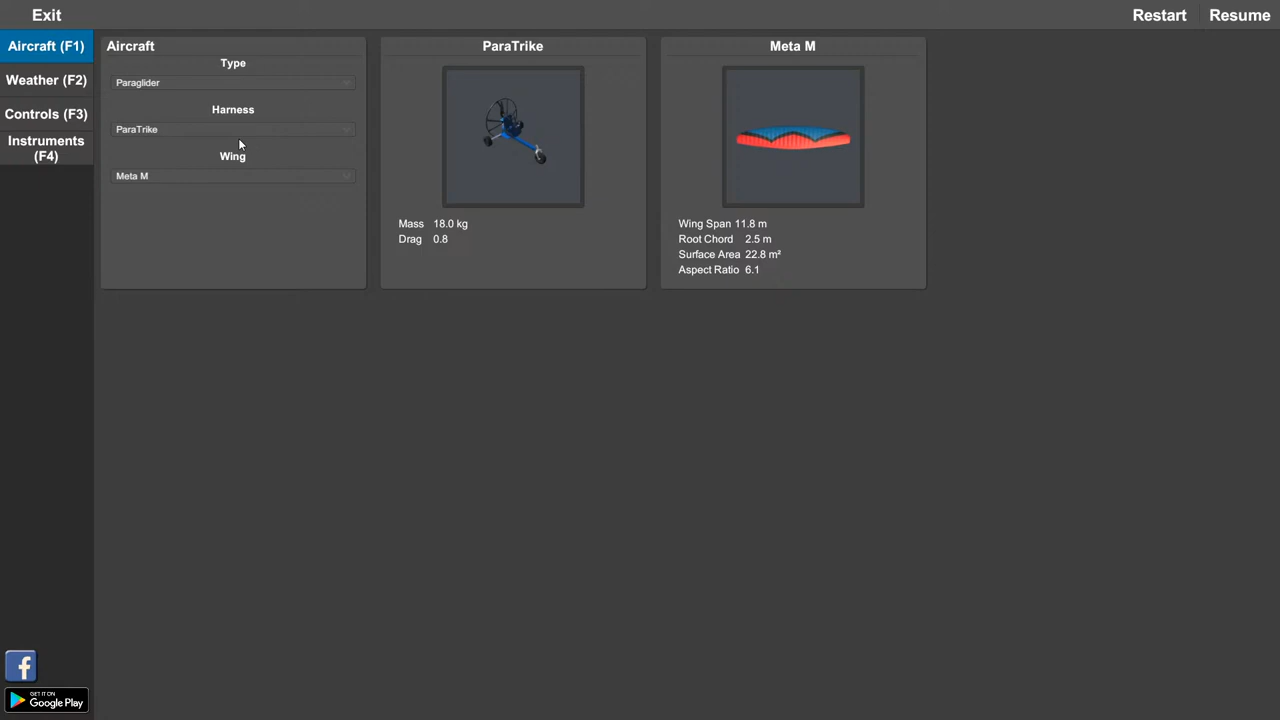 Exit
Restart
Resume
Aircraft (F1)
Weather (F2)
Controls (F3)
Instruments
(F4)
Aircraft
Type
Paraglider
Harness
ParaTrike
Wing
Meta M
ParaTrike
Mass 18.0 kg
Drag 0.8
Meta M
Wing Span 11.8 m
Root Chord 2.5 m
Surface Area 22.8 m²
Aspect Ratio 6.1
f
GET IT ON
Google Play